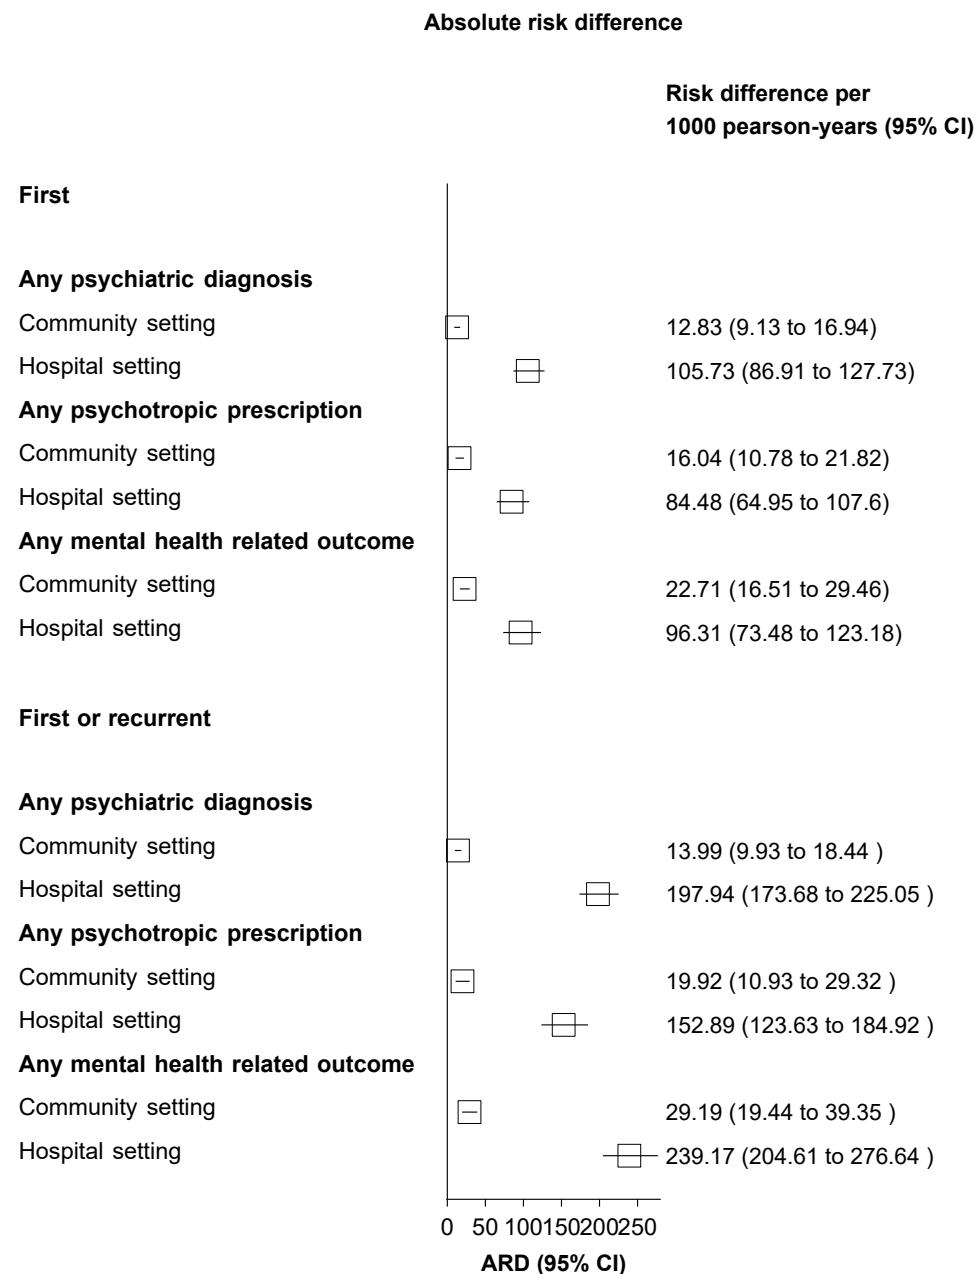 Absolute risk difference
Risk difference per
1000 pearson-years (95% CI)
First
Any psychiatric diagnosis
Community setting 12.83 (9.13 to 16.94)
Hospital setting 105.73 (86.91 to 127.73)
Any psychotropic prescription
Community setting 16.04 (10.78 to 21.82)
Hospital setting 84.48 (64.95 to 107.6)
Any mental health related outcome
Community setting 22.71 (16.51 to 29.46)
Hospital setting 96.31 (73.48 to 123.18)
First or recurrent
Any psychiatric diagnosis
Community setting 13.99 (9.93 to 18.44 )
Hospital setting 197.94 (173.68 to 225.05 )
Any psychotropic prescription
Community setting 19.92 (10.93 to 29.32 )
Hospital setting 152.89 (123.63 to 184.92 )
Any mental health related outcome
Community setting 29.19 (19.44 to 39.35 )
Hospital setting 239.17 (204.61 to 276.64 )
0 50 100 150 200 250
ARD (95% CI)